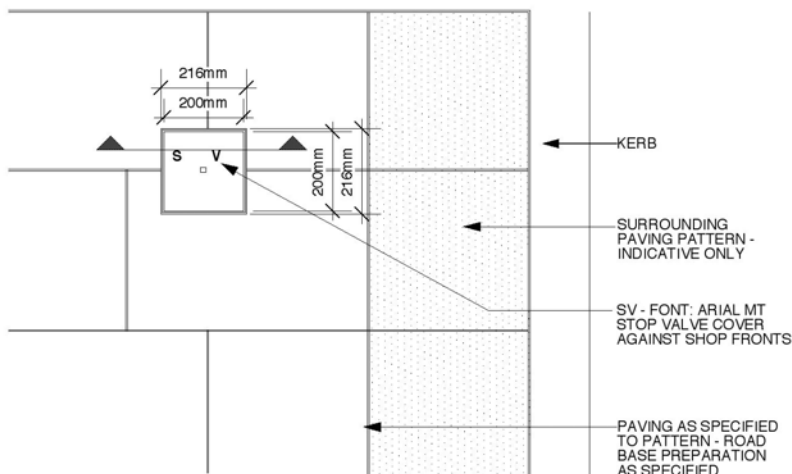 216mm
200mm
S V
200mm
216mm
KERB
SURROUNDING
PAVING PATTERN -
INDICATIVE ONLY
SV - FONT: ARIAL MT
STOP VALVE COVER
AGAINST SHOP FRONTS
PAVING AS SPECIFIED
TO PATTERN - ROAD
BASE PREPARATION
AS SPECIFIED